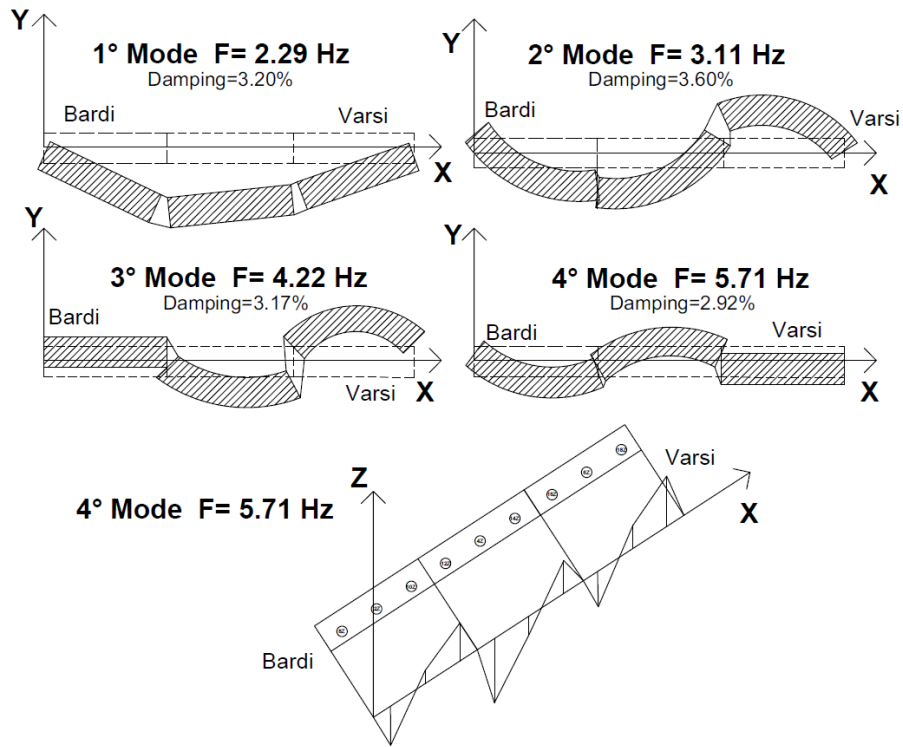 Y
1° Mode F= 2.29 Hz
Damping=3.20%
Bardi
Varsi
X
Y
2° Mode F= 3.11 Hz
Damping=3.60%
Bardi
Varsi
X
Y
3° Mode F= 4.22 Hz
Damping=3.17%
Bardi
Varsi
X
Y
4° Mode F= 5.71 Hz
Damping=2.92%
Bardi
Varsi
X
4° Mode F= 5.71 Hz
Z
Varsi
X
Bardi